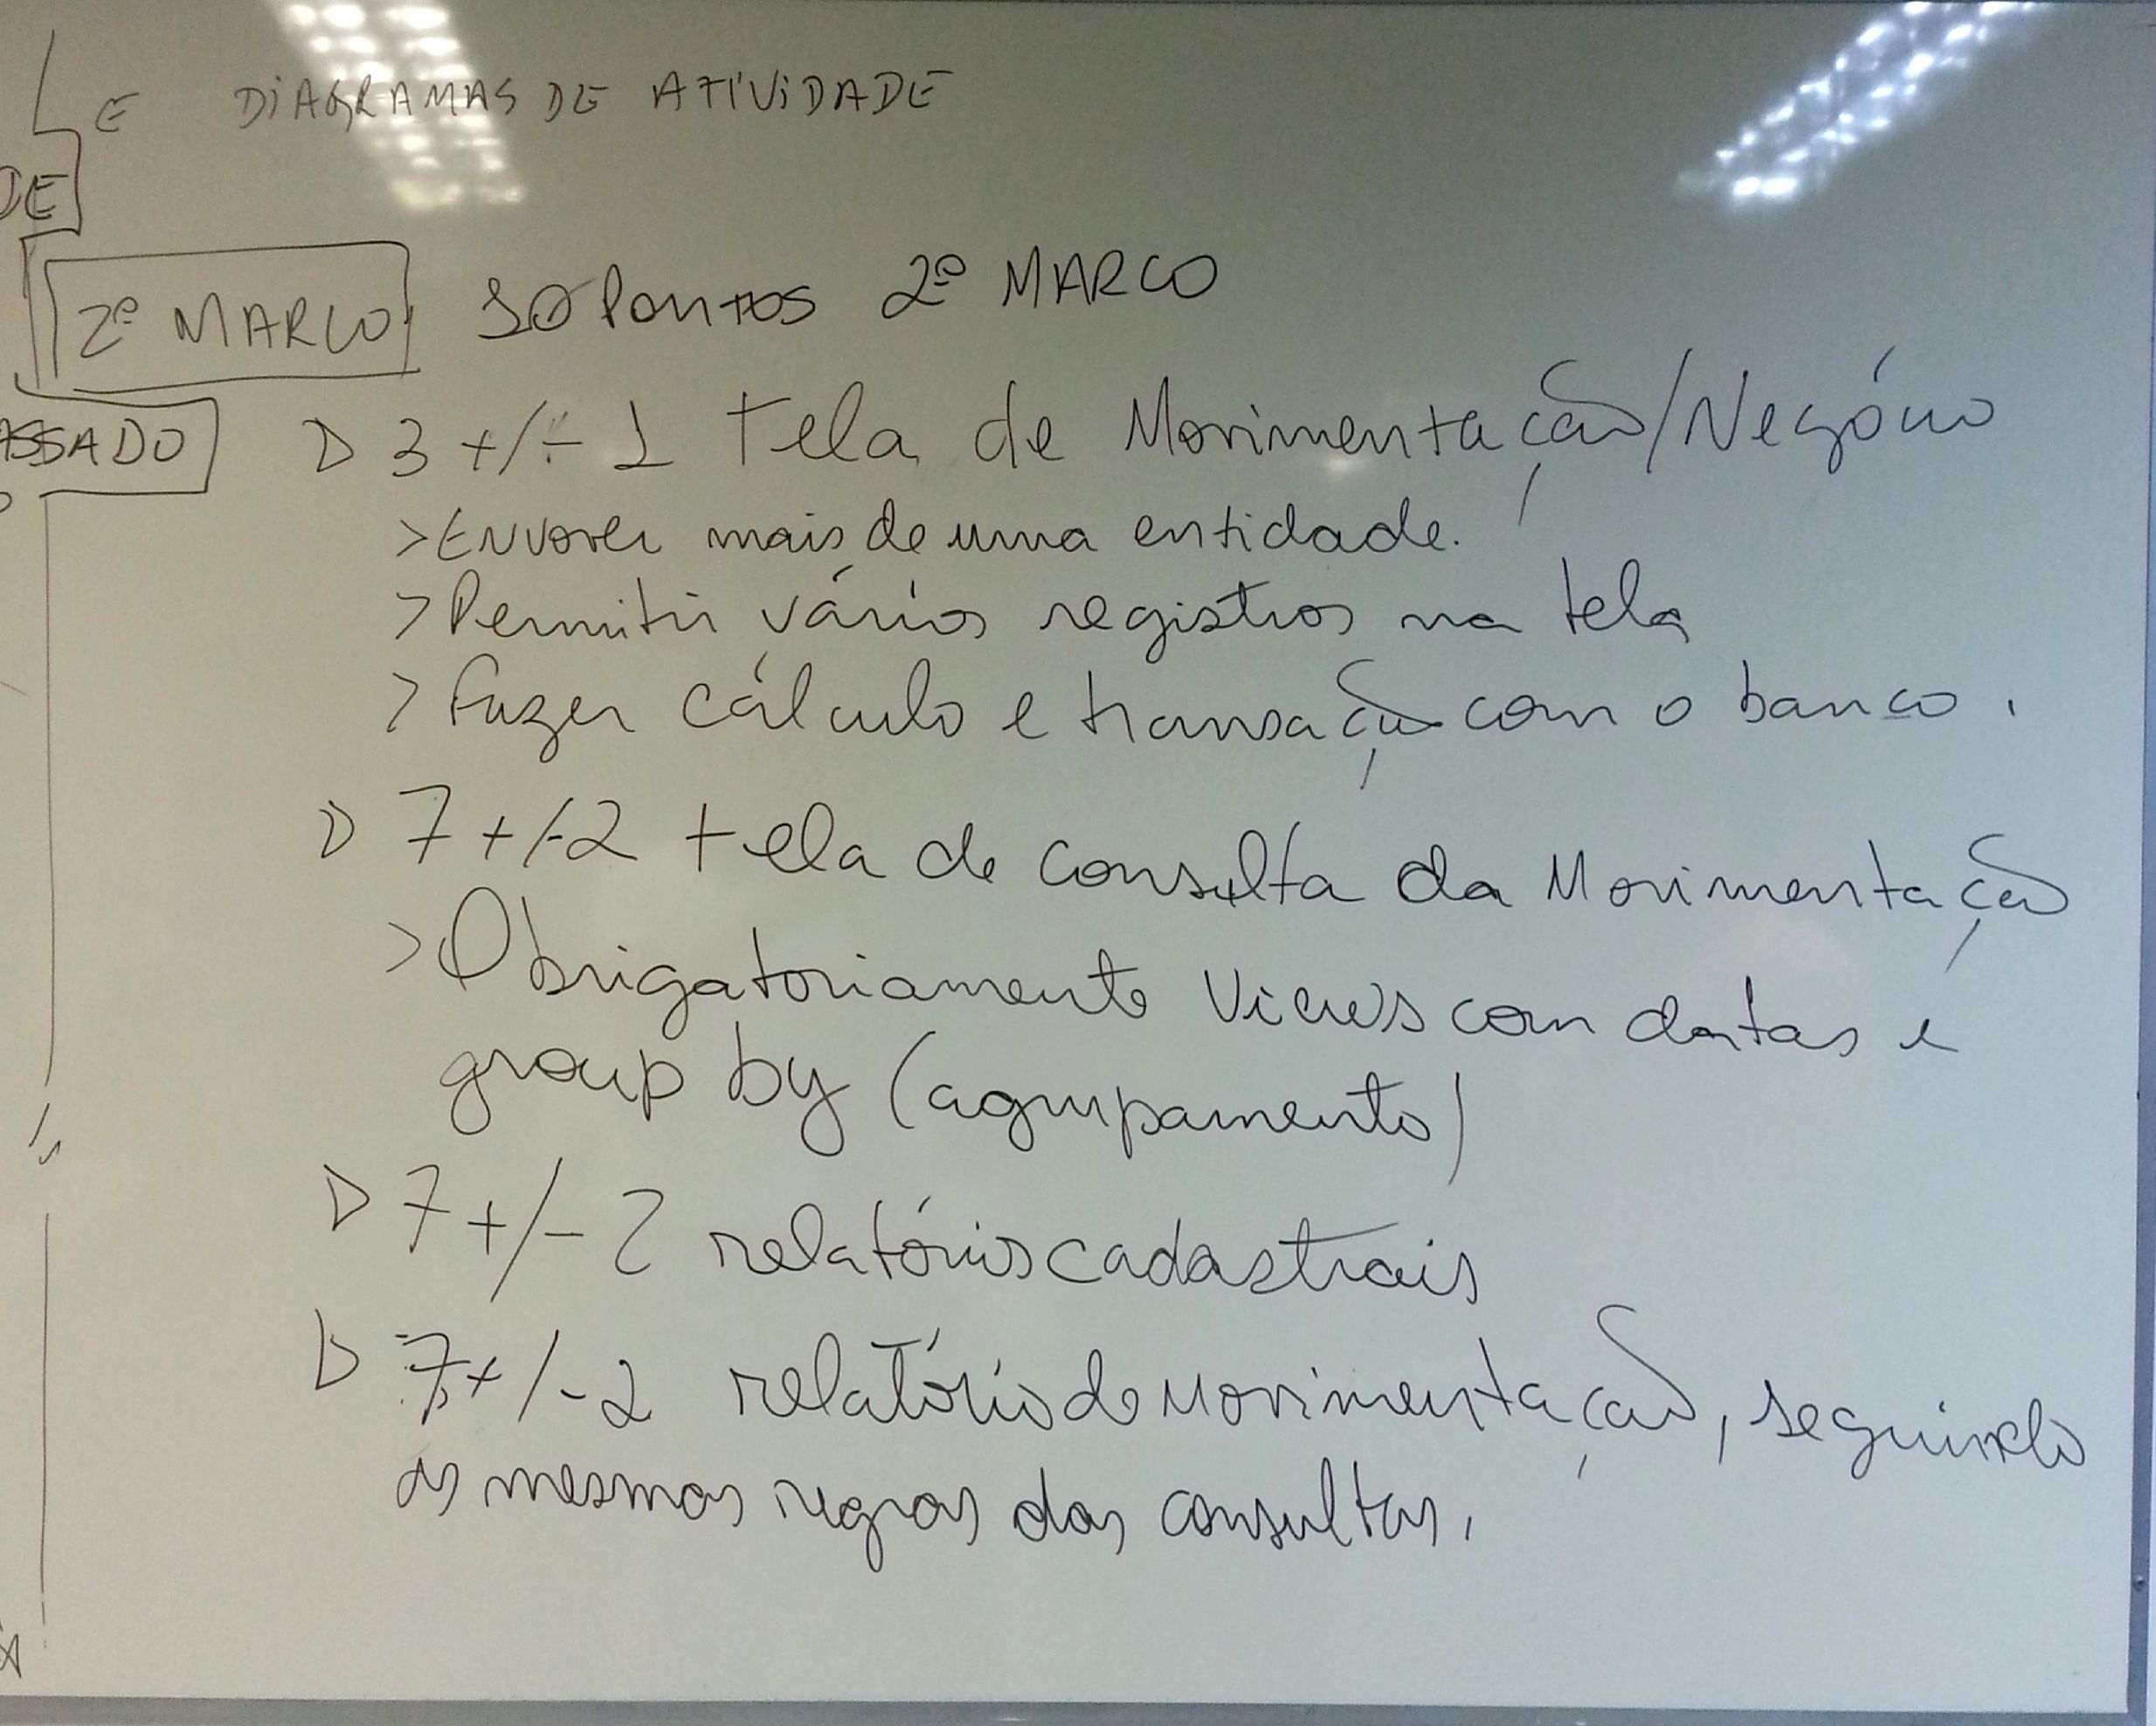 E DIAGRAMAS DE ATIVIDADE
DE
2º MARCO 10 Pontos 2º MARCO
ASSADO
3 +/- 1 tela de Movimentação/Negócio
> Envover mais de uma entidade.
> Permitir vários registros na tela
> Fazer cálculo e transação com o banco.
7 +/-2 tela de consulta da Movimentação
> Obrigatoriamente Views com datas e
group by (agrupamento)
7 +/- 2 relatórios cadastrais
7 +/-2 relatório de Movimentação, seguindo
as mesmas regras das consultas.